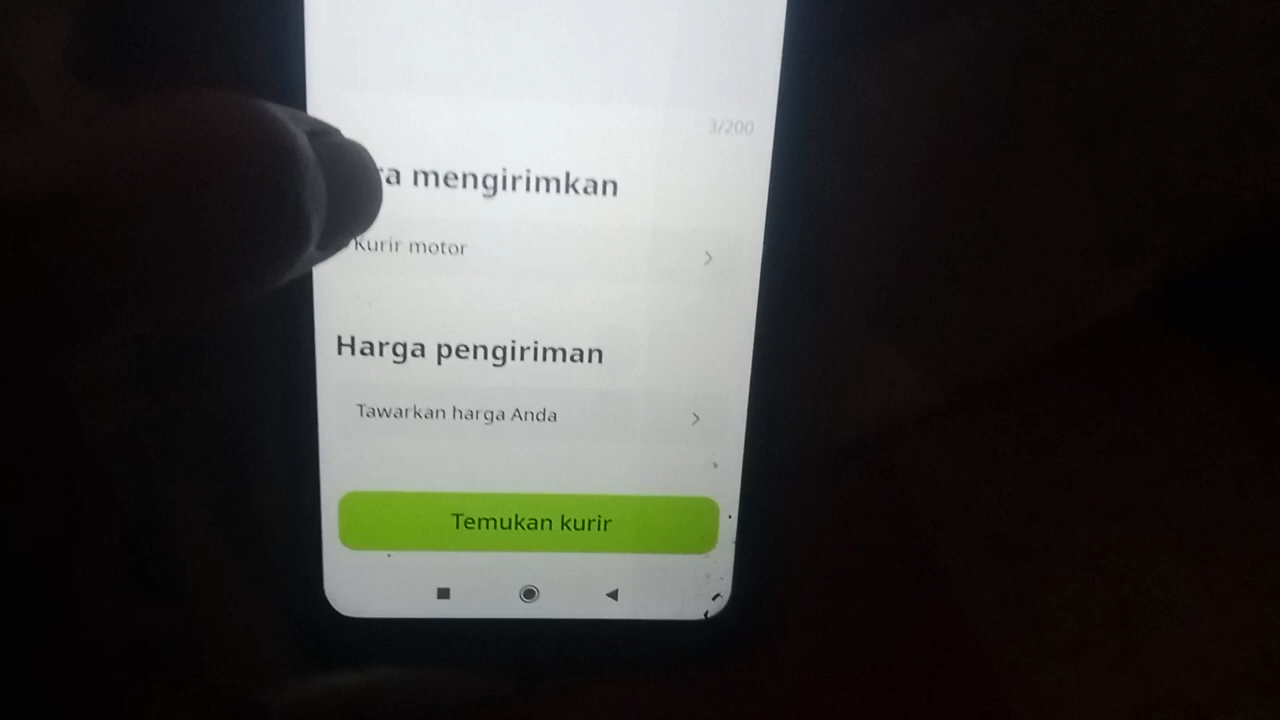 3/200
mengirimkan
Kurir motor
Harga pengiriman
Tawarkan harga Anda
Temukan kurir